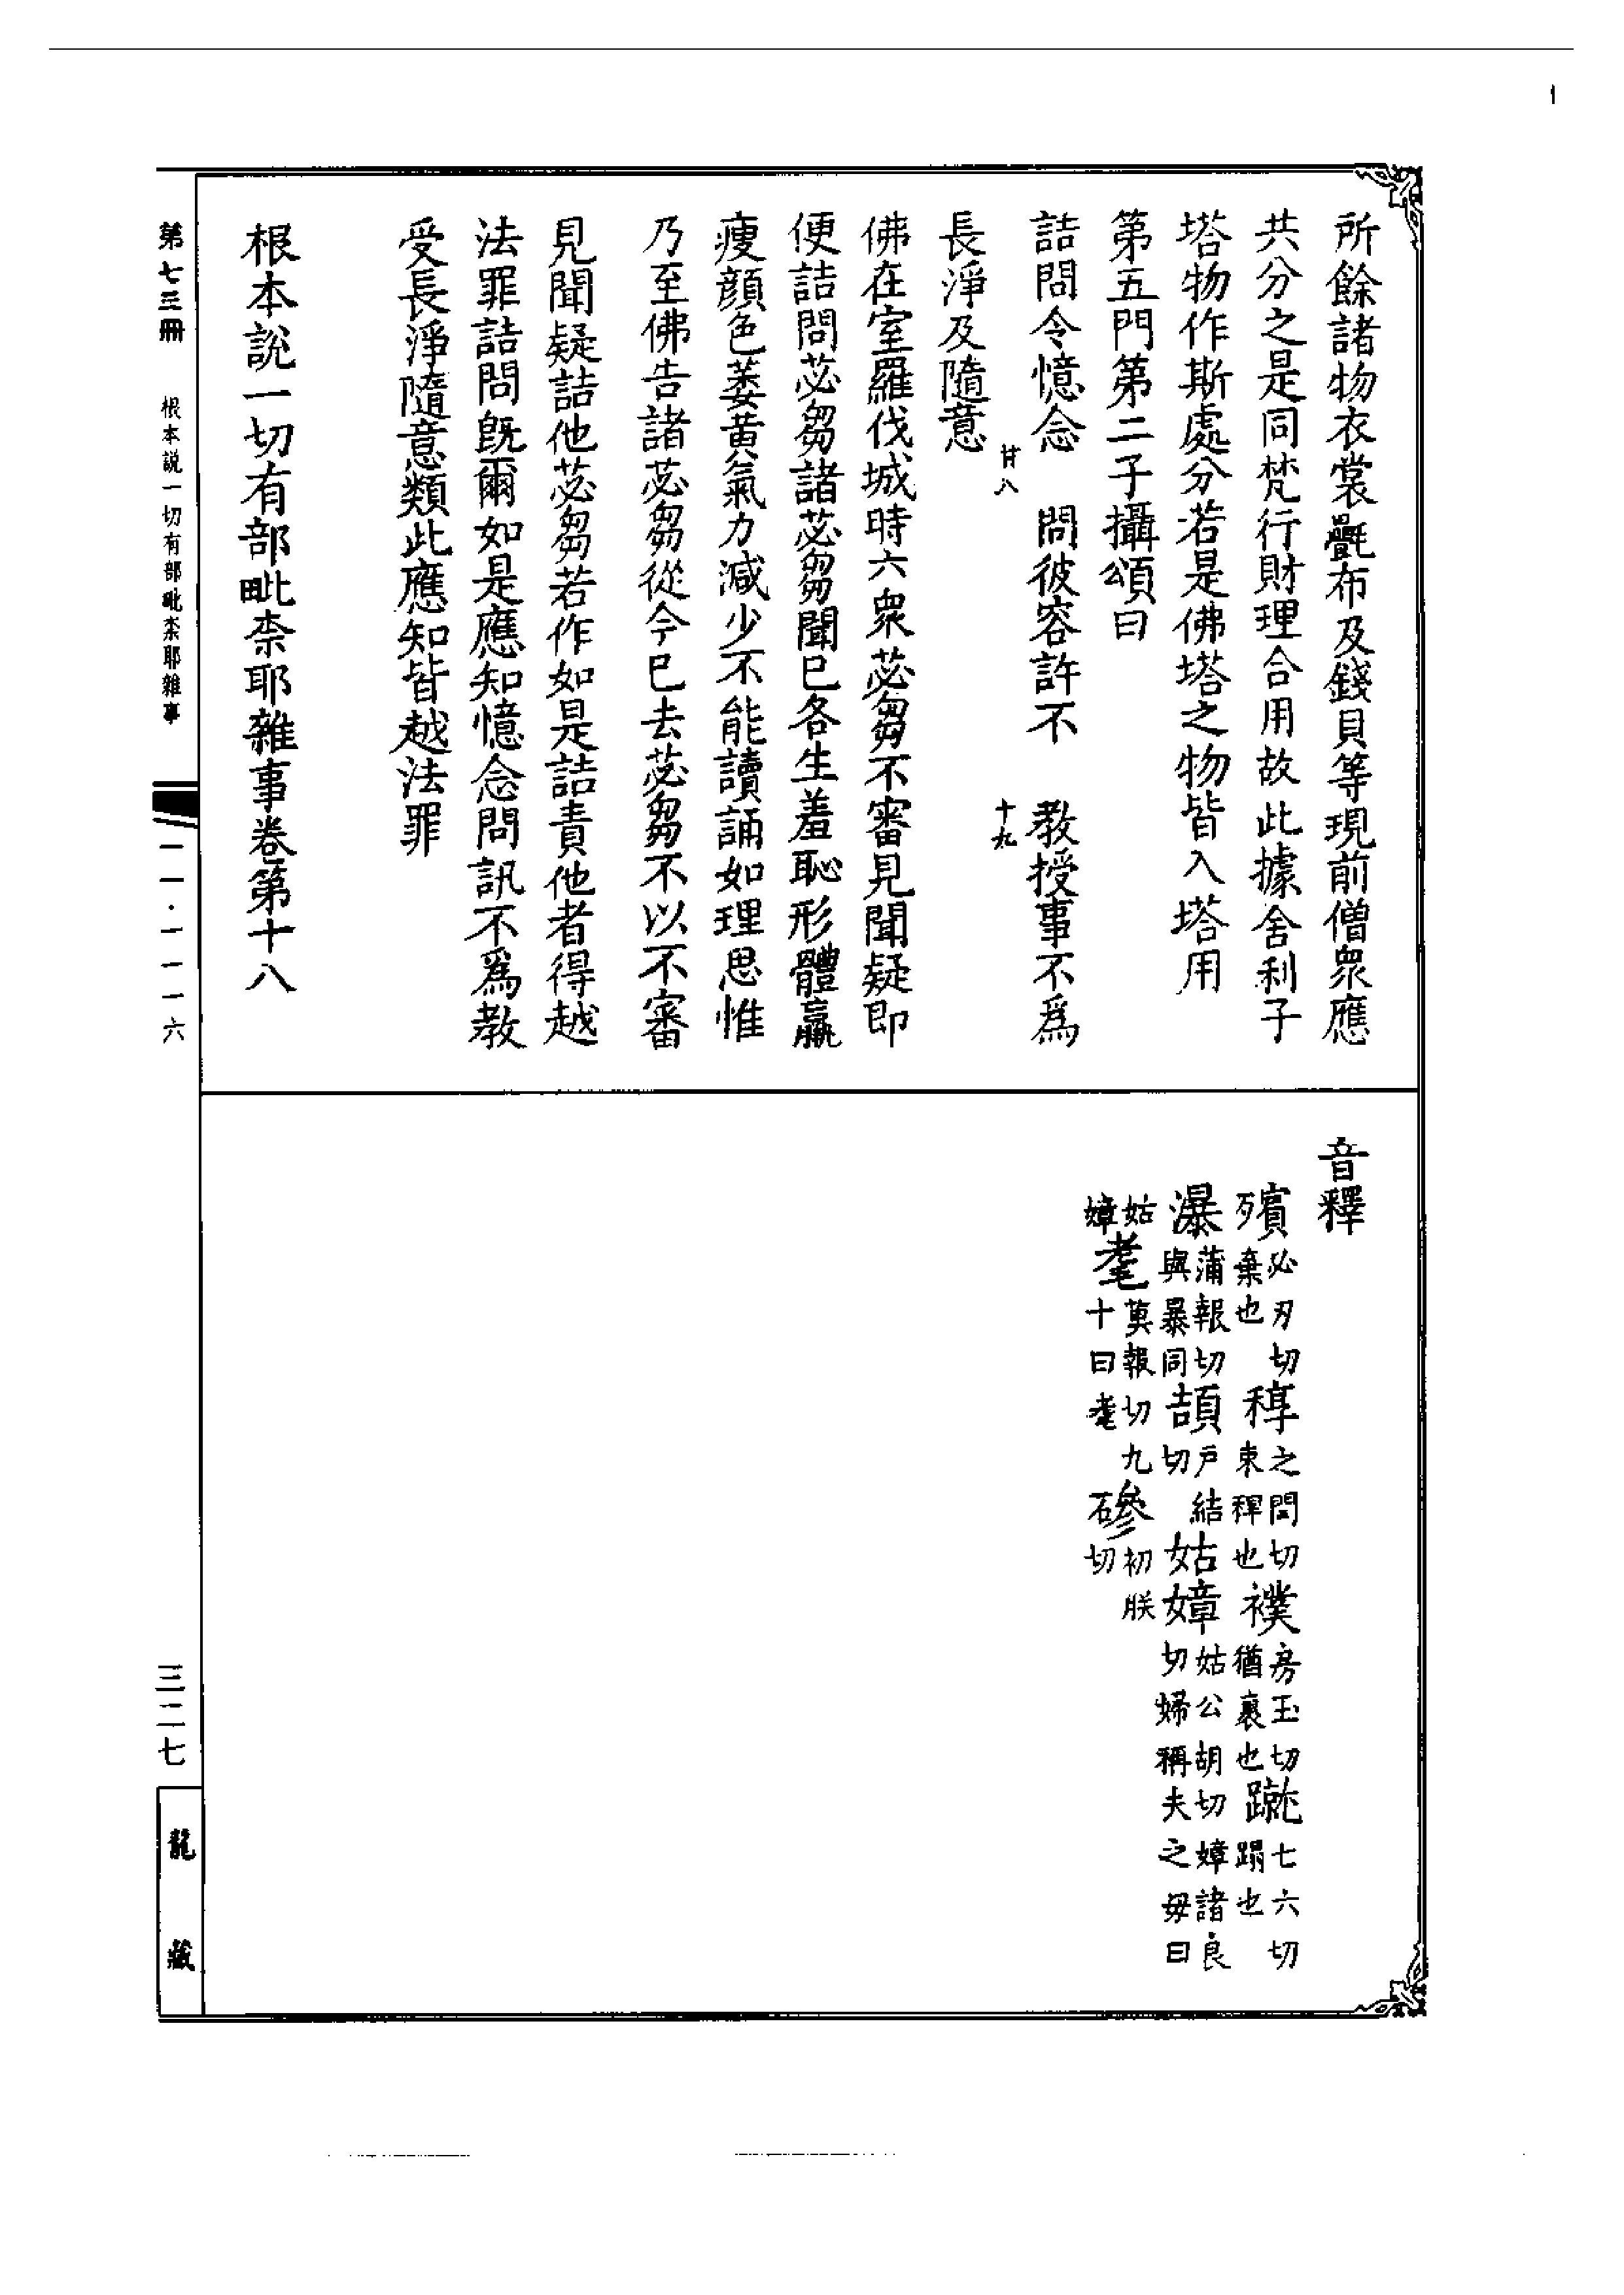 所餘諸物衣裳㲲布及錢貝等現前僧衆應
共分之是同梵行財理合用故此據舍利子
塔物作斯處分若是佛塔之物皆入塔用
第五門第二子攝頌曰
詰問令憶念　問彼容許不　教授事不爲
甘八　十九
長淨及隨意
佛在室羅伐城時六衆苾芻不審見聞疑即
便詰問苾芻諸苾芻聞巳各生羞恥形體羸
瘦顔色萎黄氣力減少不能讀誦如理思惟
乃至佛告諸苾芻從今巳去苾芻不以不審
見聞疑詰他苾芻若作如是詰責他者得越
法罪詰問旣爾如是應知憶念問訊不爲教
受長淨隨意類此應知皆越法罪
根本說一切有部毗柰耶雜事卷第十八
音釋
殯必刃切棄也稕之閏切束稈也襆房玉切猶裹也蹴七六切蹋也
瀑蒲報切與暴同頡戶結切姑嫜姑公胡切嫜諸良切婦稱夫之母曰
姑嫜耄莫報切九十曰耄磣初朕切
第七三冊　根本説一切有部毗柰耶雜事
一一·一一一六
三二七
龍藏